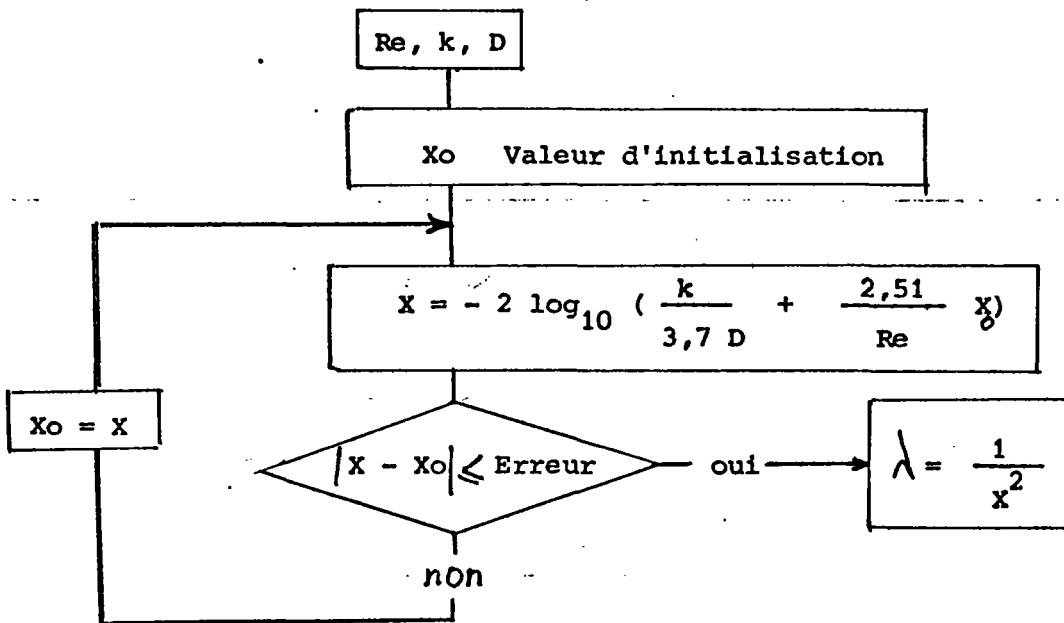 Re, k, D
Xo Valeur d'initialisation
X = - 2 log10 ( k / 3,7 D + 2,51 / Re Xo)
Xo = X
|X - Xo| ⩽ Erreur
oui
λ = 1 / X²
non